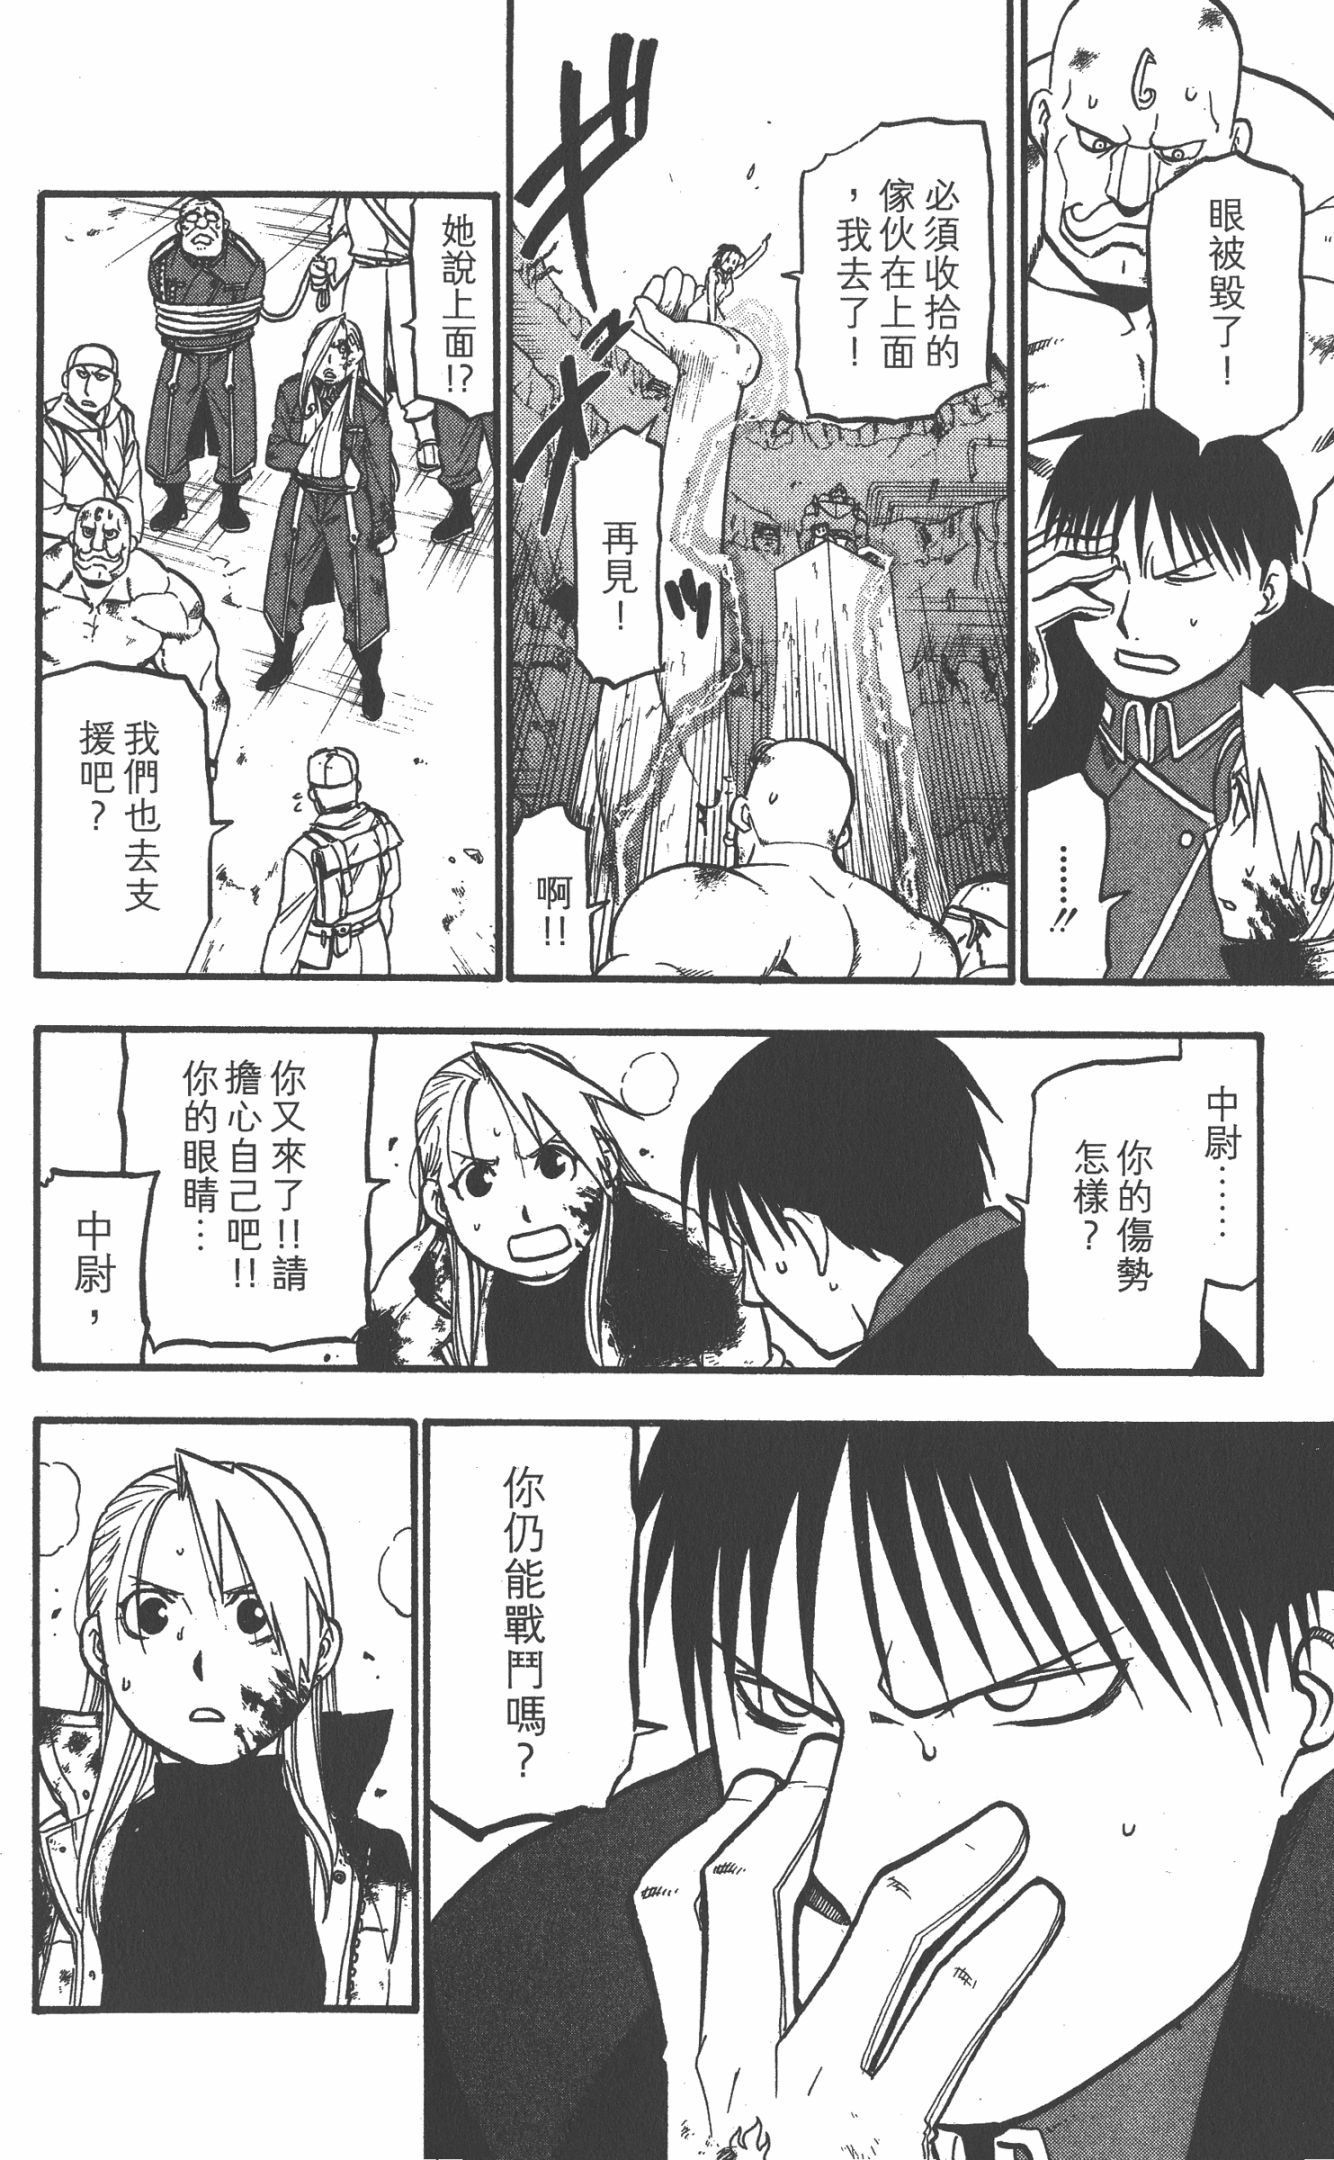 眼被毀了！
⋯⋯!!
必須收拾的
傢伙在上面
，我去了！
再見！
啊!!
她說上面!?
我們也去支
援吧？
中尉⋯⋯
你的傷勢
怎樣？
你又來了!!請
擔心自己吧!!
你的眼睛⋯
中尉，
你仍能戰鬥嗎？